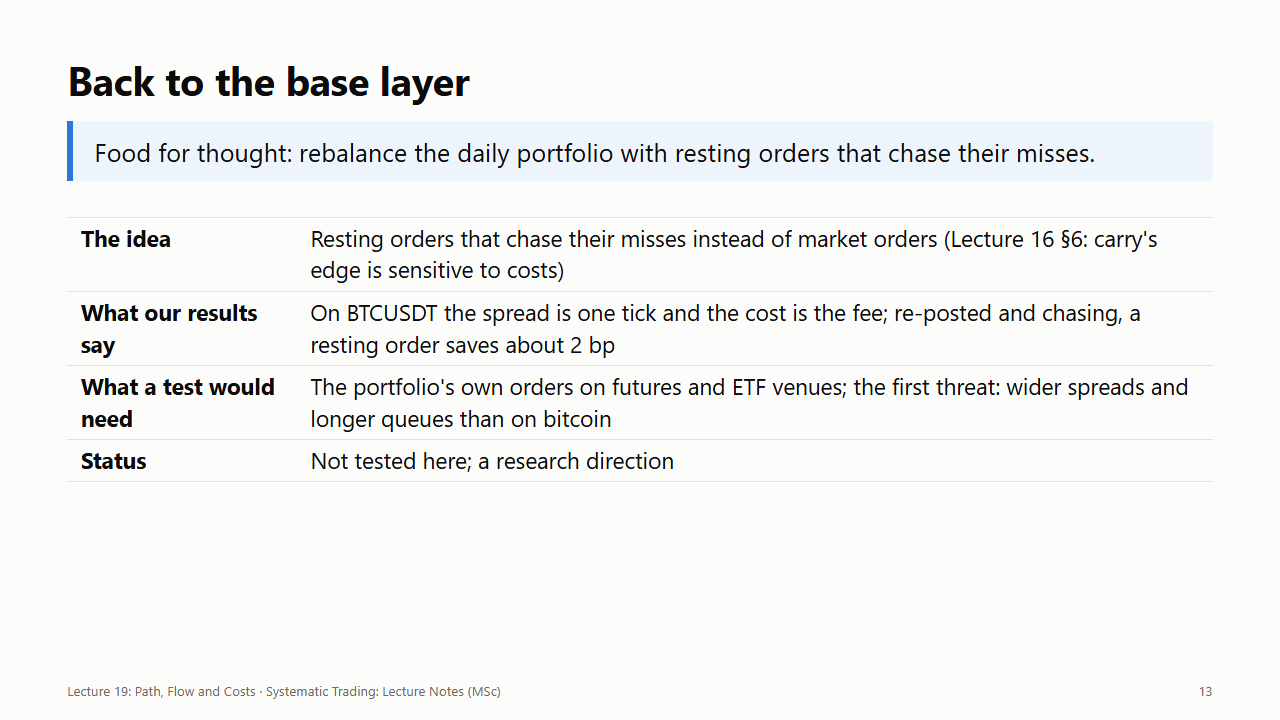 Back to the base layer
Food for thought: rebalance the daily portfolio with resting orders that chase their misses.
The idea
Resting orders that chase their misses instead of market orders (Lecture 16 §6: carry's
edge is sensitive to costs)
What our results
say
On BTCUSDT the spread is one tick and the cost is the fee; re-posted and chasing, a
resting order saves about 2 bp
What a test would
need
The portfolio's own orders on futures and ETF venues; the first threat: wider spreads and
longer queues than on bitcoin
Status
Not tested here; a research direction
Lecture 19: Path, Flow and Costs · Systematic Trading: Lecture Notes (MSc)
13